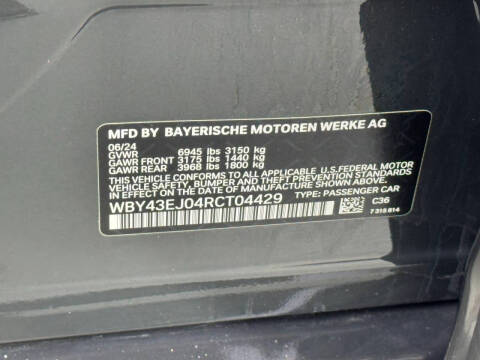 MFD BY BAYERISCHE MOTOREN WERKE AG
06/24
GVWR 6945 lbs 3150 kg
GAWR FRONT 3175 lbs 1440 kg
GAWR REAR 3968 lbs 1800 kg
THIS VEHICLE CONFORMS TO ALL APPLICABLE U.S. FEDERAL MOTOR
VEHICLE SAFETY, BUMPER AND THEFT PREVENTION STANDARDS
IN EFFECT ON THE DATE OF MANUFACTURE SHOWN ABOVE.
WBY43EJ04RCT04429 TYPE: PASSENGER CAR
C36
7 315 814